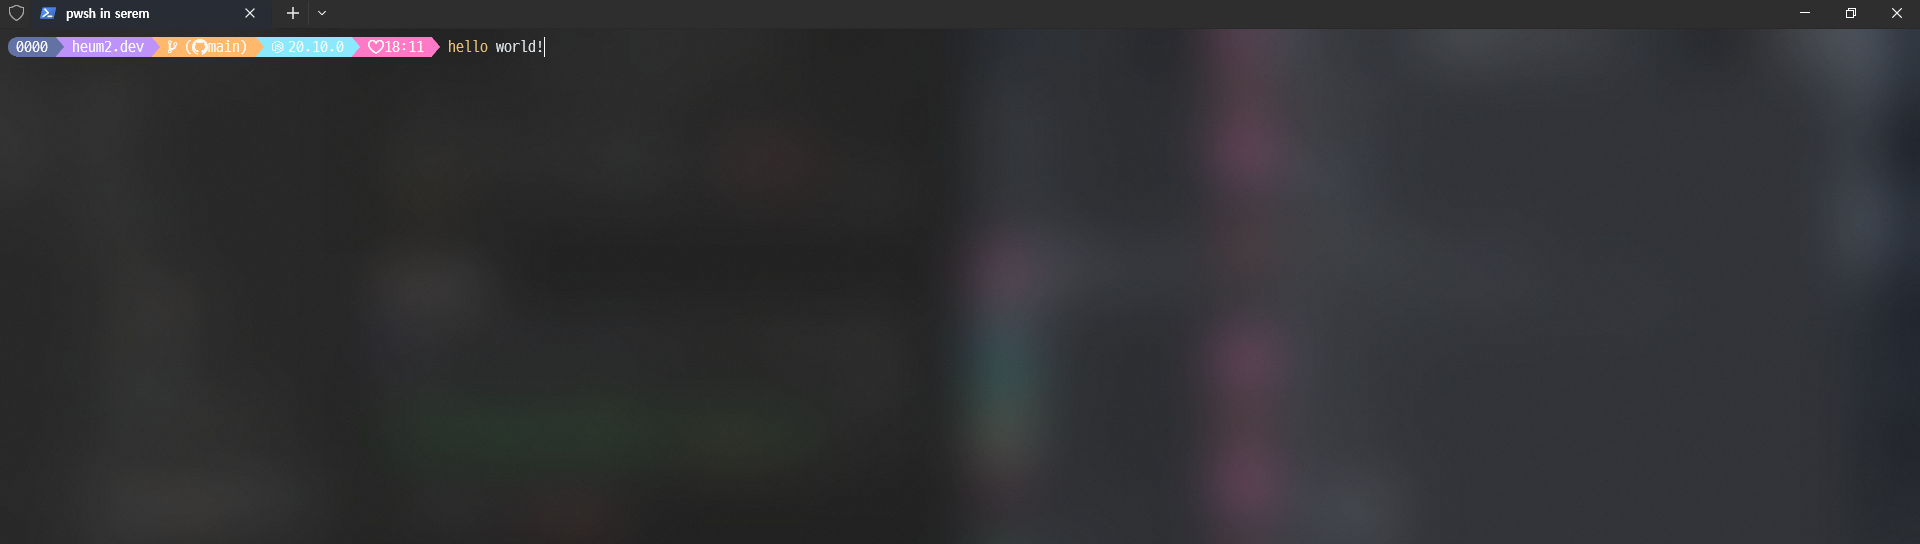 pwsh in serem
0000 heum2.dev (main) 20.10.0 18:11 hello world!